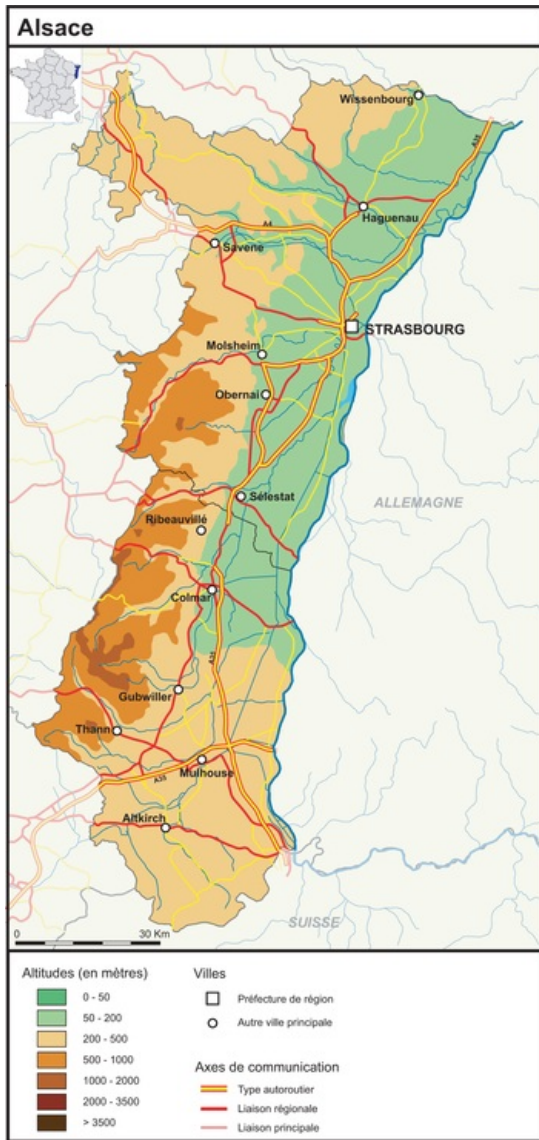 Alsace
Wissenbourg
A35
Haguenau
A4
Savene
STRASBOURG
Molsheim
Obernai
Sélestat
ALLEMAGNE
Ribeauvillé
Colmar
A35
Gubwiller
Thann
Mulhouse
A35
Altkirch
SUISSE
0 30 Km
Altitudes (en mètres)
0 - 50
50 - 200
200 - 500
500 - 1000
1000 - 2000
2000 - 3500
> 3500
Villes
Préfecture de région
Autre ville principale
Axes de communication
Type autoroutier
Liaison régionale
Liaison principale